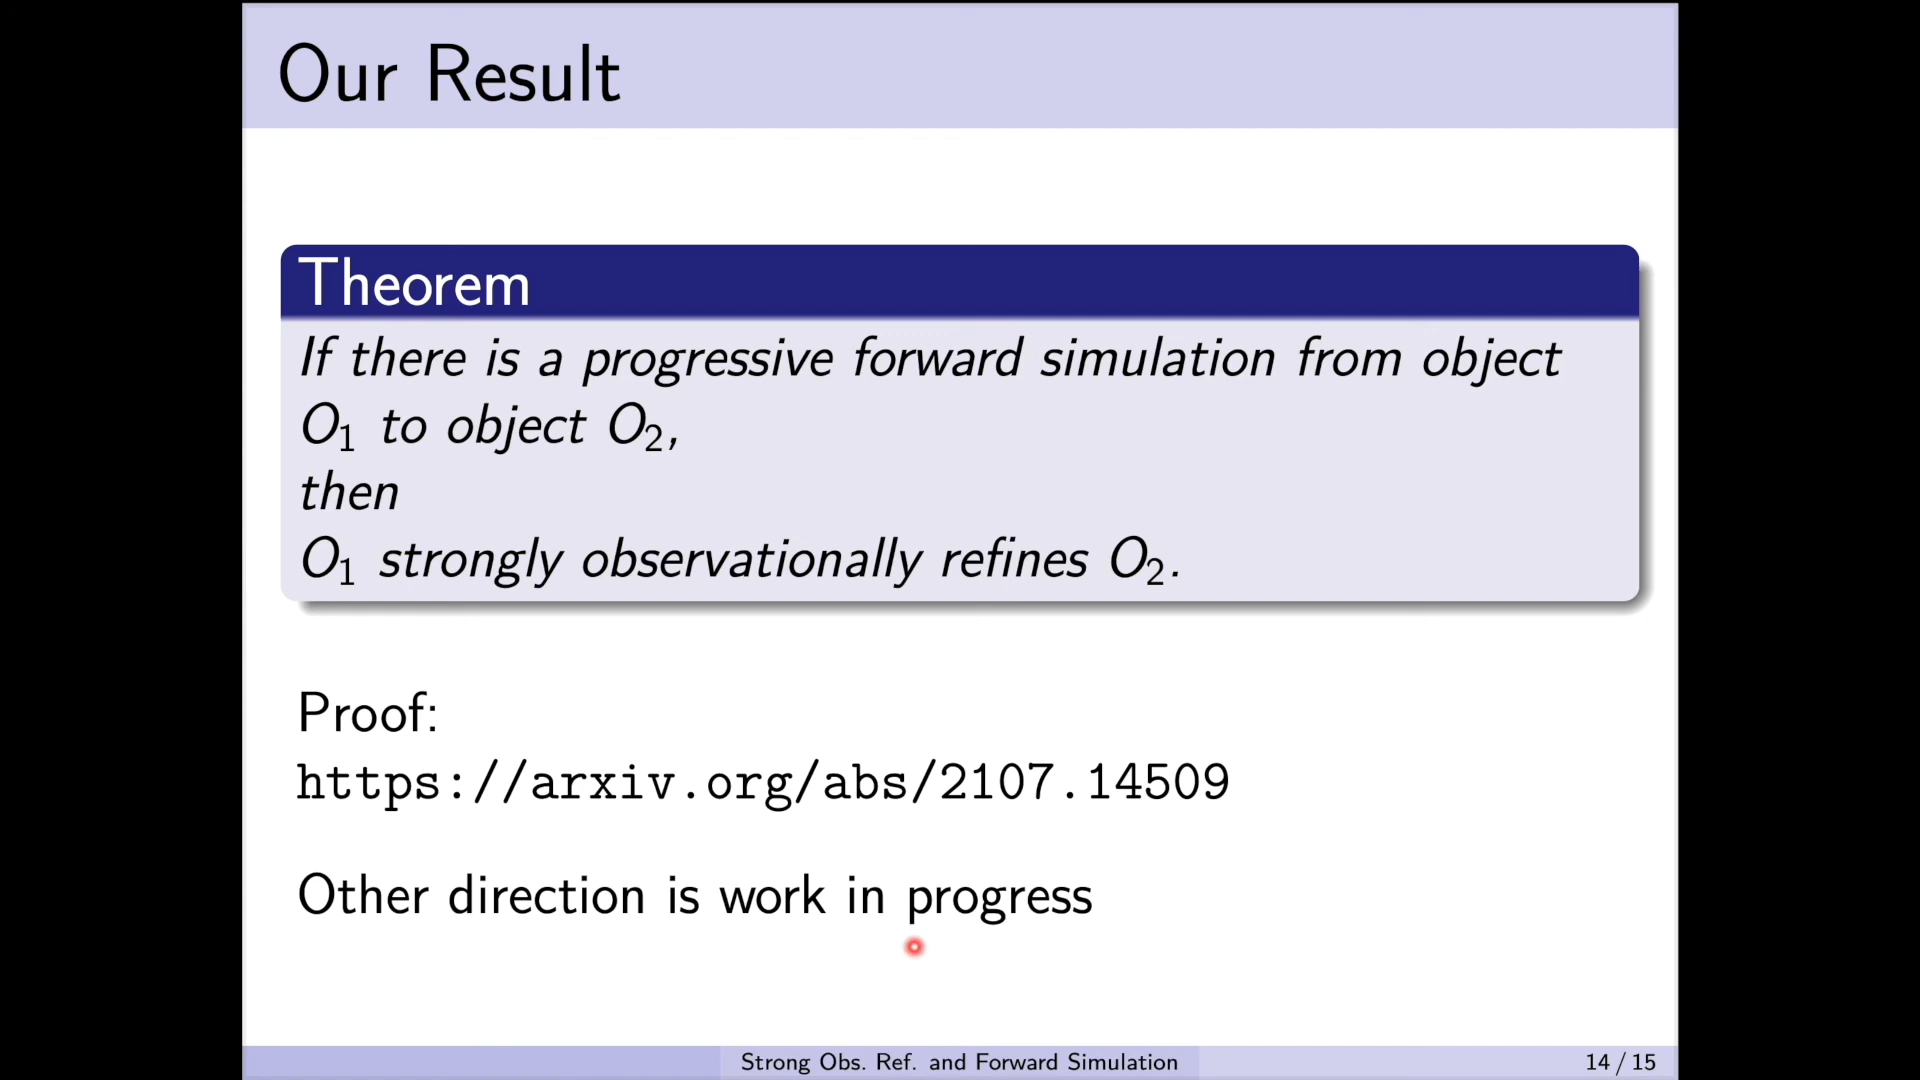 Our Result
Theorem
If there is a progressive forward simulation from object
O₁ to object O₂,
then
O₁ strongly observationally refines O₂.
Proof:
https://arxiv.org/abs/2107.14509
Other direction is work in progress
Strong Obs. Ref. and Forward Simulation
14 / 15